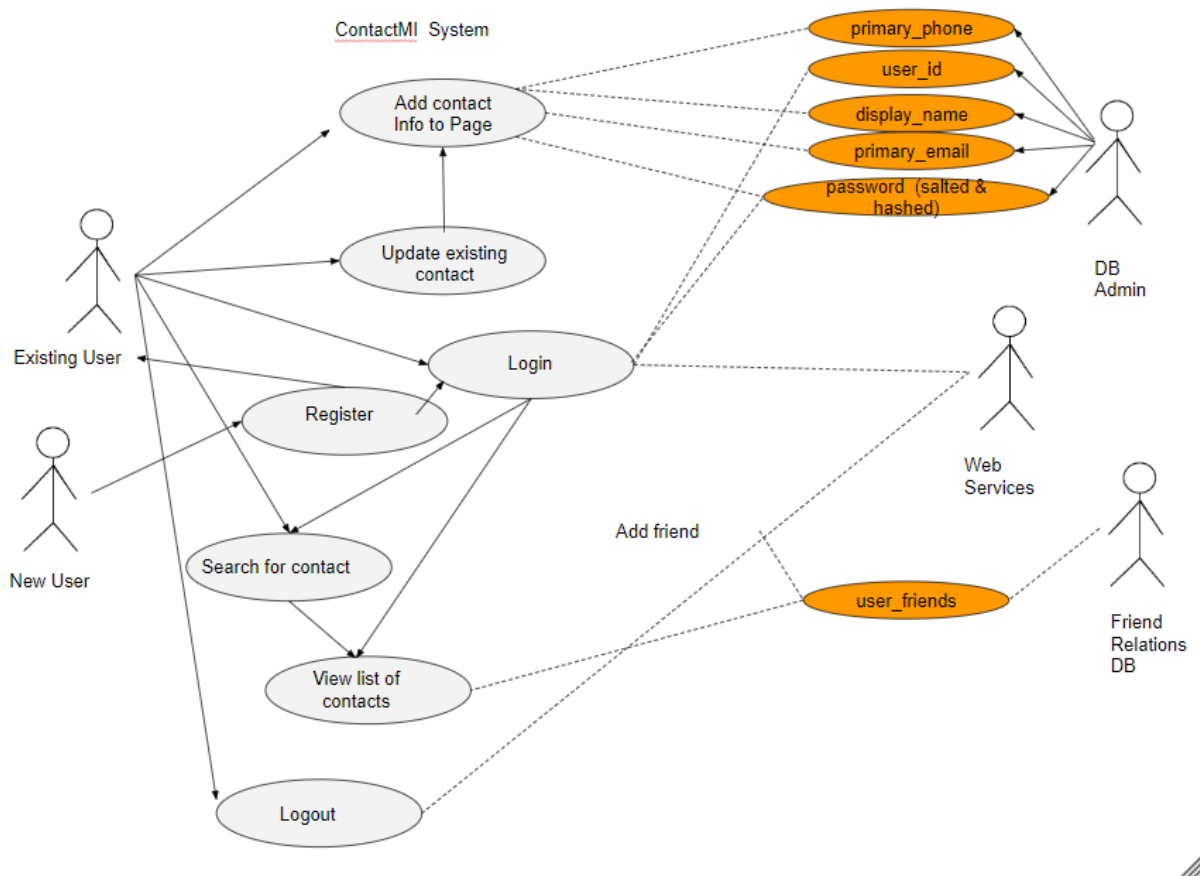 ContactMI System
primary_phone
user_id
Add contact
Info to Page
display_name
primary_email
password (salted &
hashed)
Update existing
contact
DB
Admin
Existing User
Login
Register
Web
Services
Add friend
New User
Search for contact
user_friends
Friend
Relations
DB
View list of
contacts
Logout